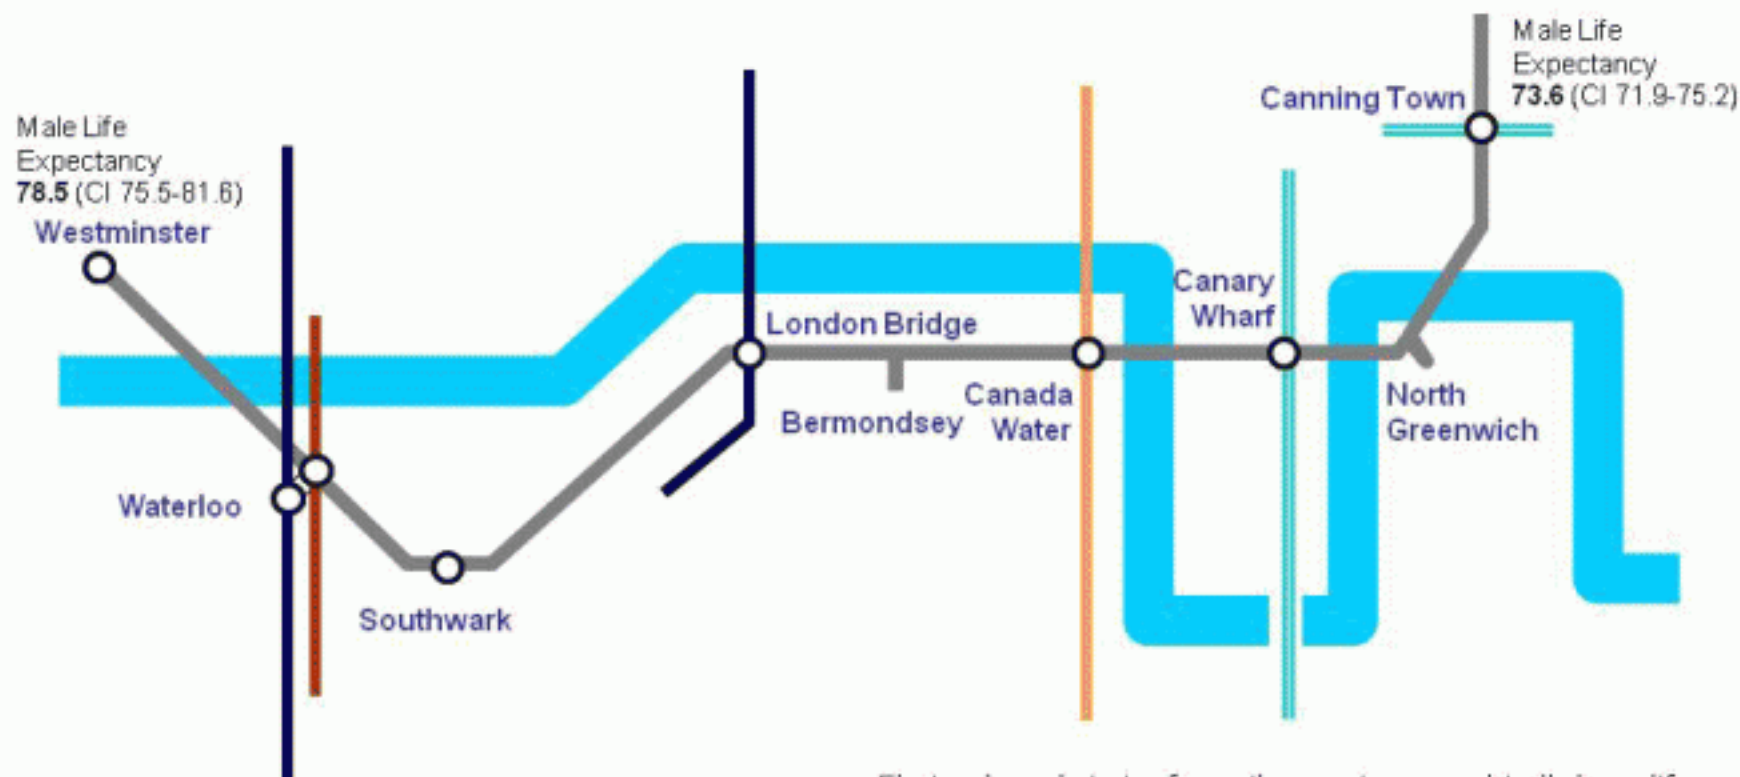 Male Life
Expectancy
78.5 (CI 75.5-81.6)
Westminster
Waterloo
Southwark
London Bridge
Bermondsey
Canada
Water
Canary
Wharf
North
Greenwich
Canning Town
Male Life
Expectancy
73.6 (CI 71.9-75.2)